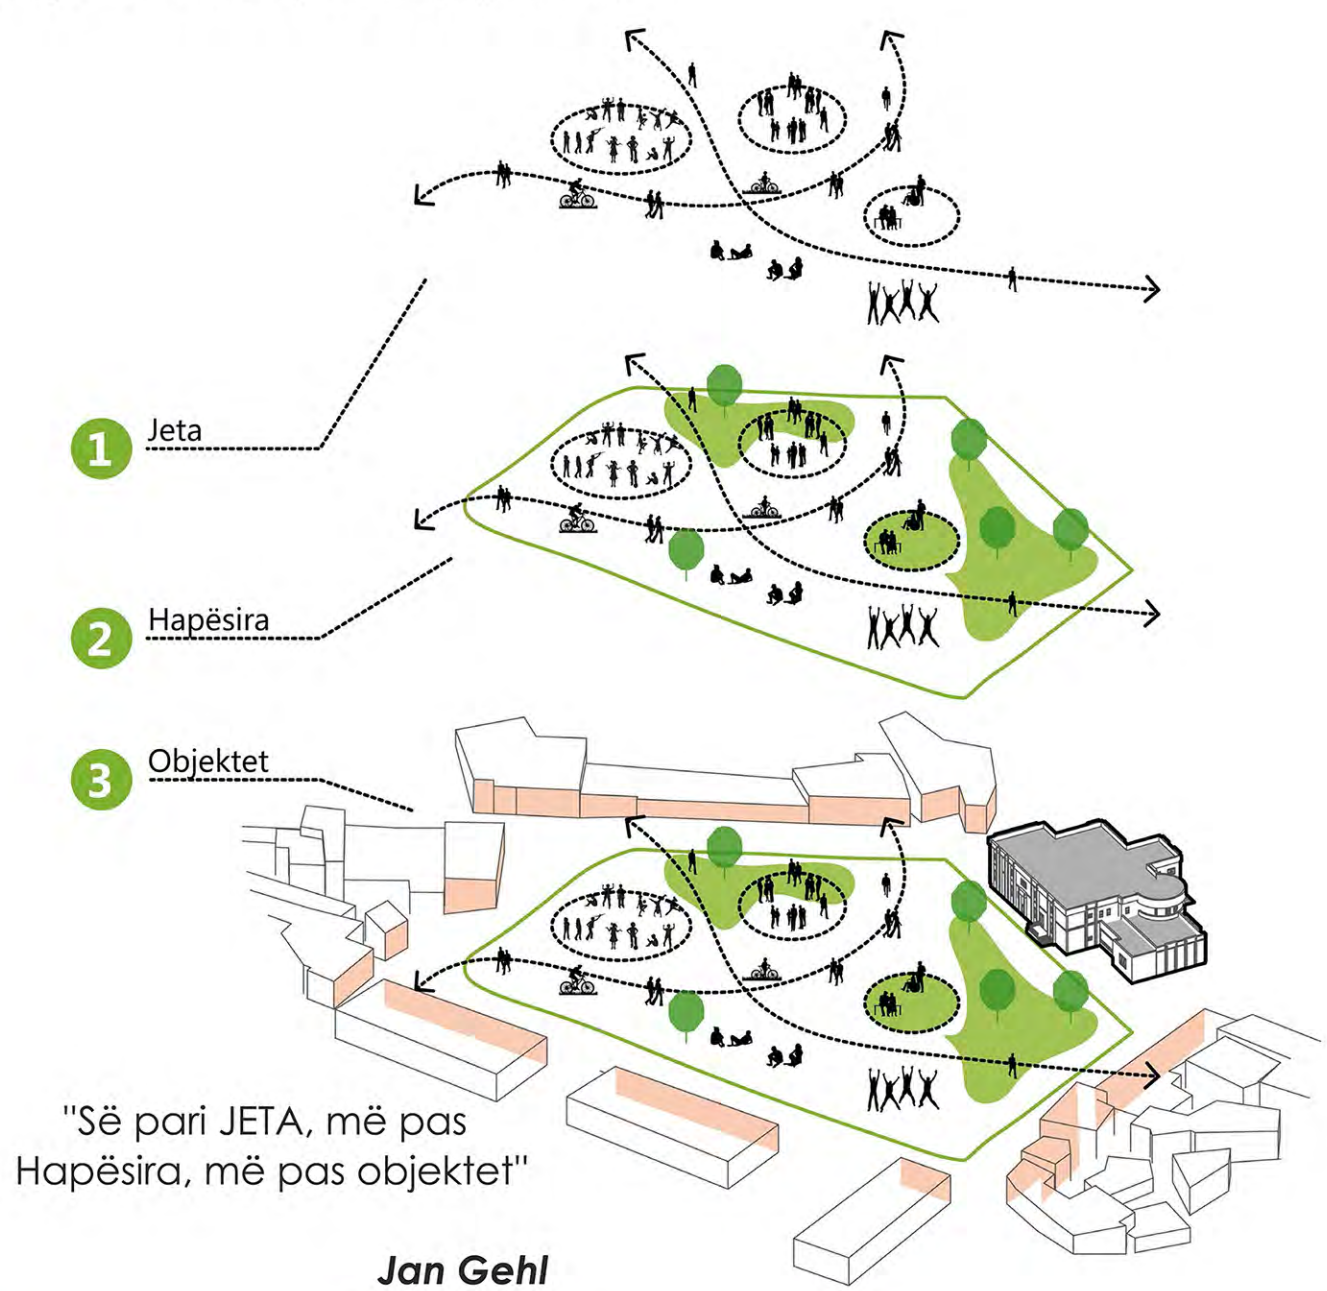 1 Jeta
2 Hapësira
3 Objektet
"Së pari JETA, më pas
Hapësira, më pas objektet"
Jan Gehl